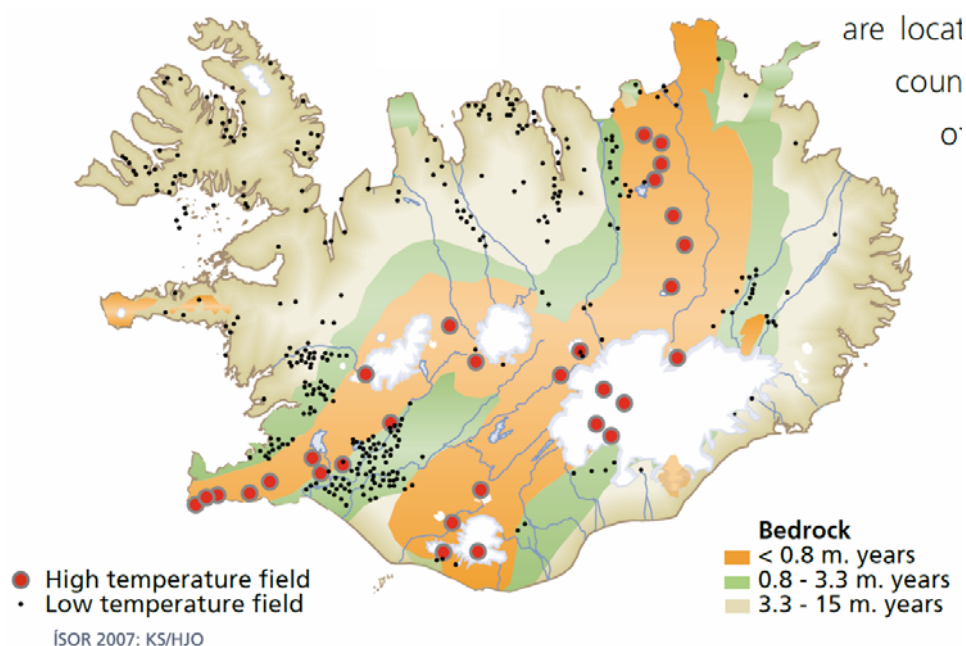 are locat
coun
of
Bedrock
< 0.8 m. years
0.8 - 3.3 m. years
3.3 - 15 m. years
High temperature field
Low temperature field
ÍSOR 2007: KS/HJO